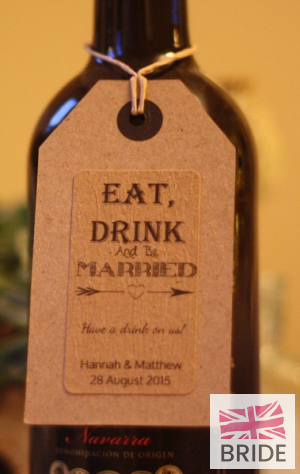 EAT,
DRINK
And Be
MARRIED
Have a drink on us!
Hannah & Matthew
28 August 2015
Navarra
DENOMINACIÓN DE ORIGEN
BRIDE